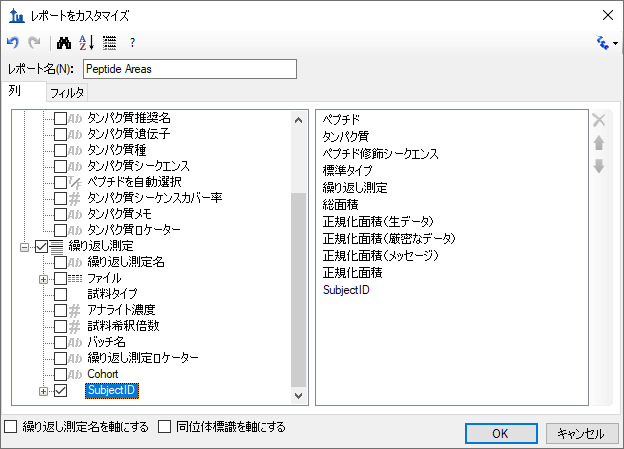 レポートをカスタマイズ
レポート名(N):
Peptide Areas
列
フィルタ
Ab タンパク質推奨名
Ab タンパク質遺伝子
Ab タンパク質種
Ab タンパク質シークエンス
ペプチドを自動選択
# タンパク質シーケンスカバー率
Ab タンパク質メモ
Ab タンパク質ロケーター
繰り返し測定
Ab 繰り返し測定名
ファイル
試料タイプ
# アナライト濃度
# 試料希釈倍数
Ab バッチ名
Ab 繰り返し測定ロケーター
Ab Cohort
SubjectID
ペプチド
タンパク質
ペプチド修飾シークエンス
標準タイプ
繰り返し測定
総面積
正規化面積(生データ)
正規化面積(厳密なデータ)
正規化面積(メッセージ)
正規化面積
SubjectID
繰り返し測定名を軸にする
同位体標識を軸にする
OK
キャンセル